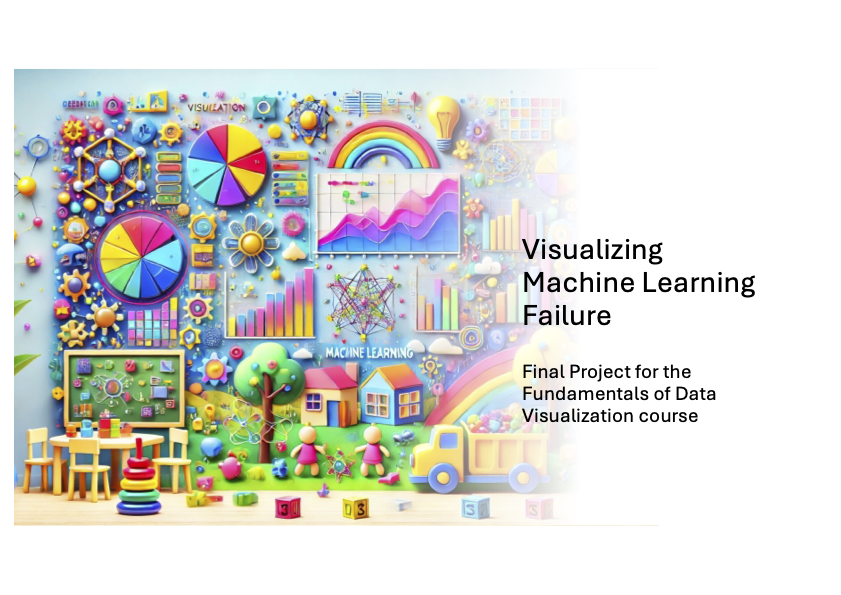 VISUALIZATION
MACHINE LEARNING
Visualizing
Machine Learning
Failure
Final Project for the
Fundamentals of Data
Visualization course